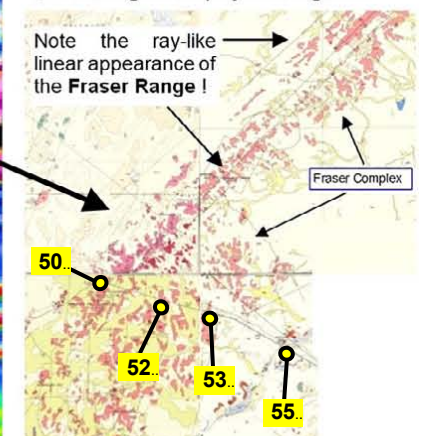 Note the ray-like
linear appearance of
the Fraser Range !
Fraser Complex
50..
52..
53..
55..